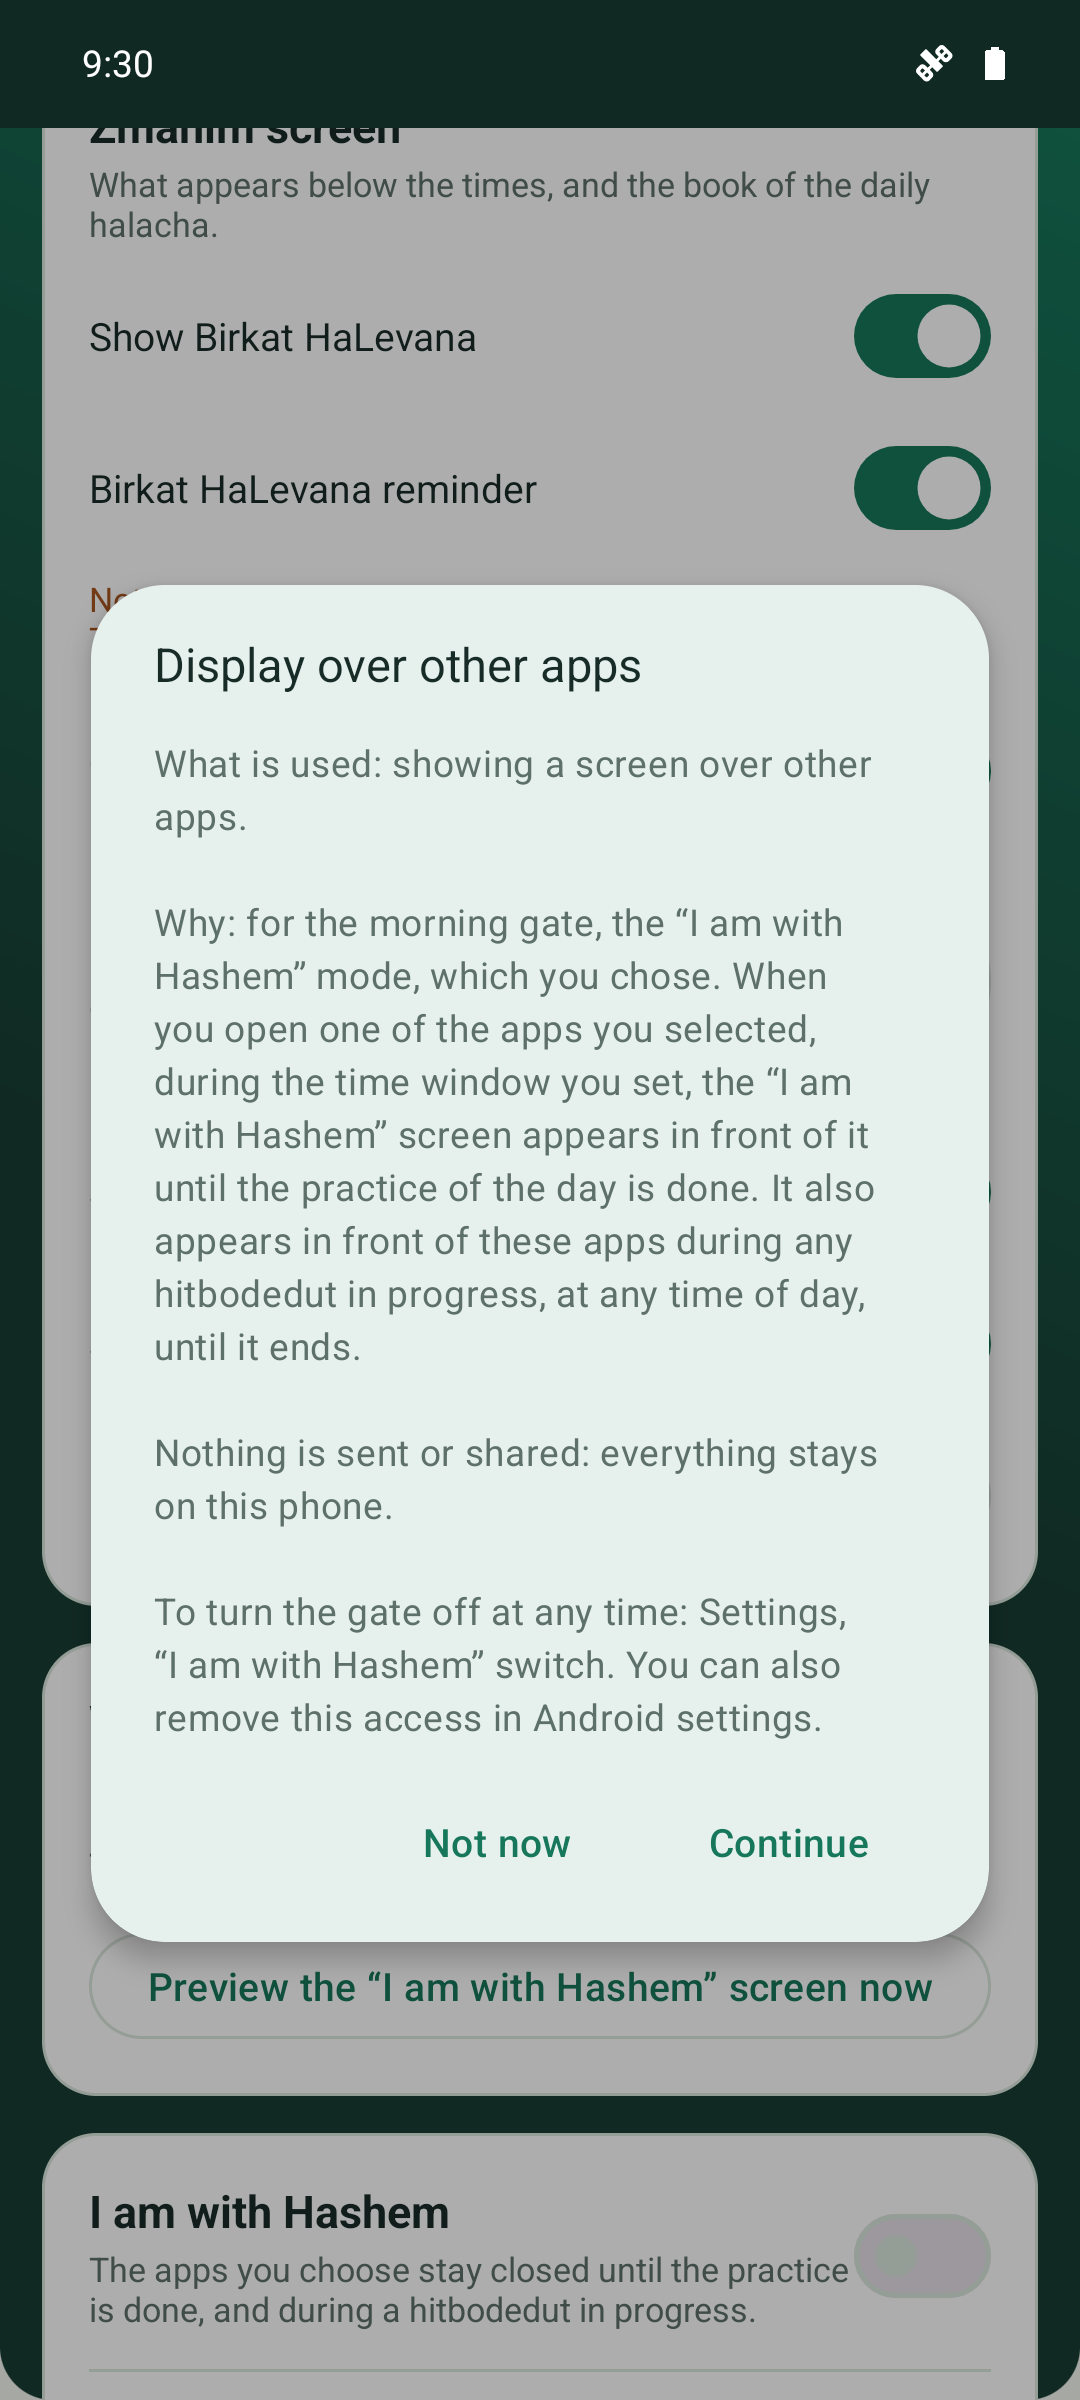 9:30
Zmanim screen
What appears below the times, and the book of the daily
halacha.
Show Birkat HaLevana
Birkat HaLevana reminder
Display over other apps
What is used: showing a screen over other
apps.
Why: for the morning gate, the “I am with
Hashem” mode, which you chose. When
you open one of the apps you selected,
during the time window you set, the “I am
with Hashem” screen appears in front of it
until the practice of the day is done. It also
appears in front of these apps during any
hitbodedut in progress, at any time of day,
until it ends.
Nothing is sent or shared: everything stays
on this phone.
To turn the gate off at any time: Settings,
“I am with Hashem” switch. You can also
remove this access in Android settings.
Not now
Continue
Preview the “I am with Hashem” screen now
I am with Hashem
The apps you choose stay closed until the practice
is done, and during a hitbodedut in progress.